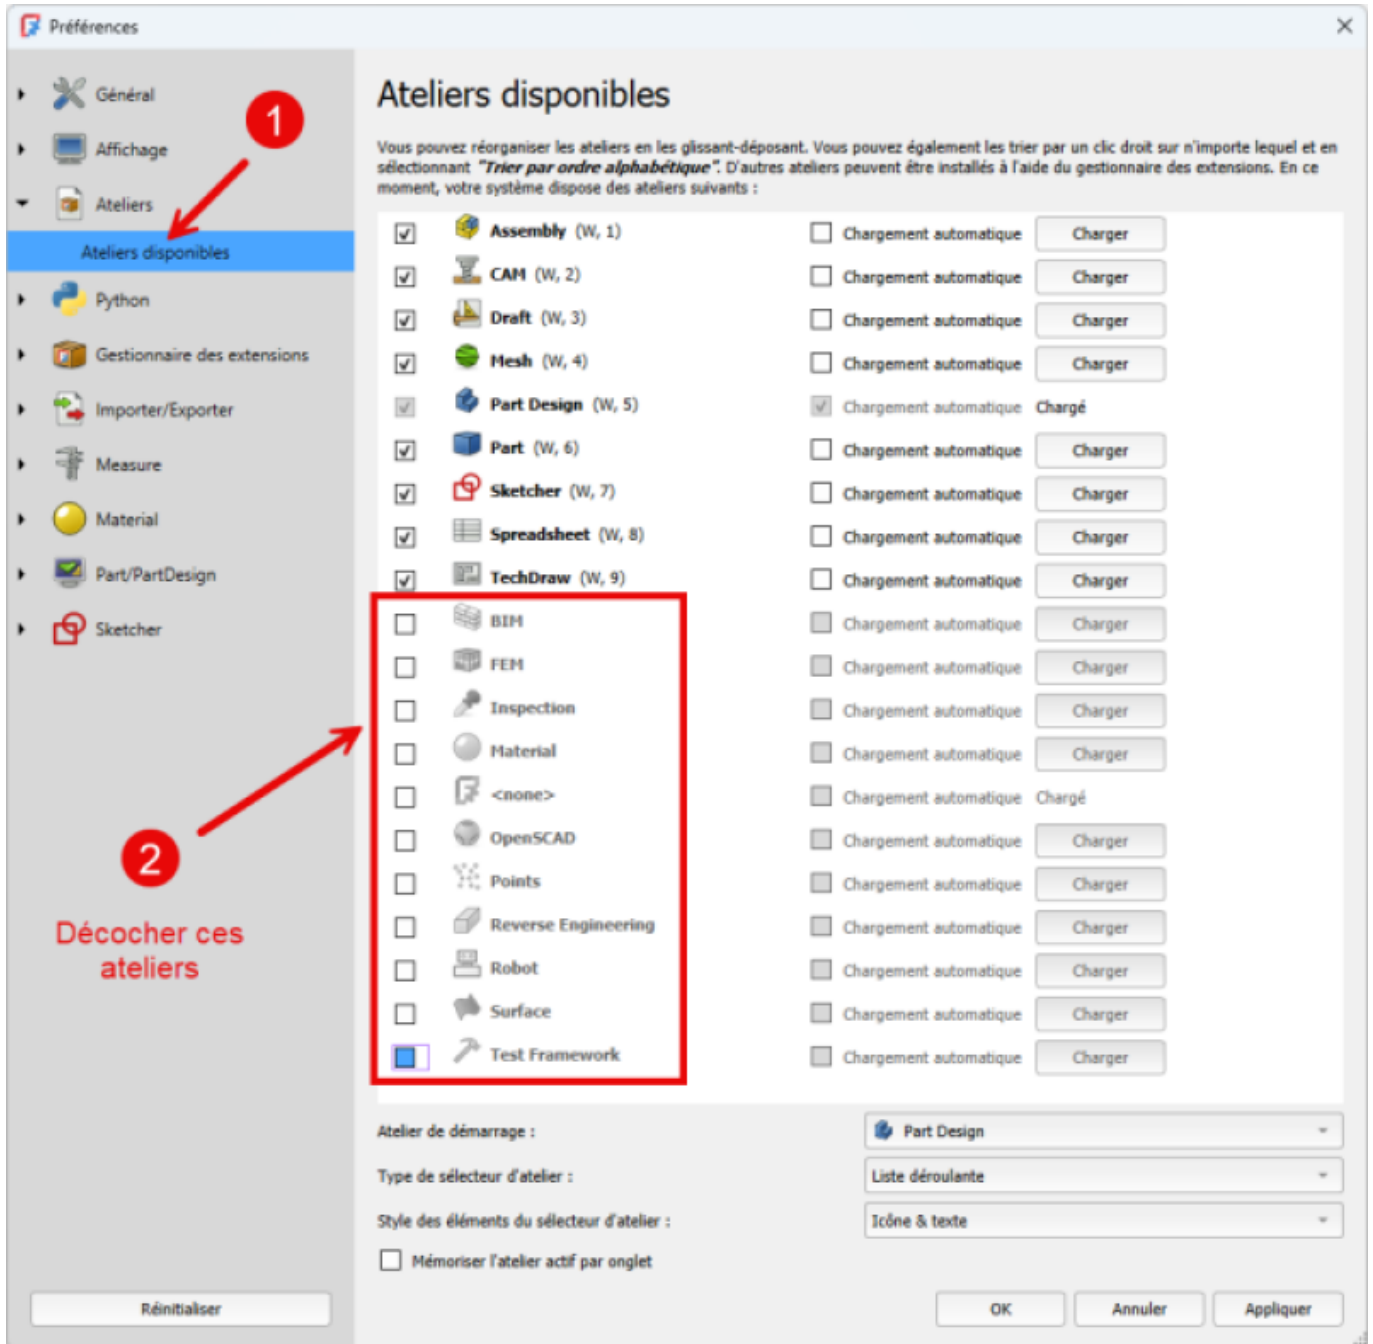 Préférences
Général
Affichage
Ateliers
Ateliers disponibles
Python
Gestionnaire des extensions
Importer/Exporter
Measure
Material
Part/PartDesign
Sketcher
1
2
Décocher ces
ateliers
Réinitialiser
Ateliers disponibles
Vous pouvez réorganiser les ateliers en les glissant-déposant. Vous pouvez également les trier par un clic droit sur n'importe lequel et en
sélectionnant "Trier par ordre alphabétique". D'autres ateliers peuvent être installés à l'aide du gestionnaire des extensions. En ce
moment, votre système dispose des ateliers suivants :
Assembly (W, 1) Chargement automatique Charger
CAM (W, 2) Chargement automatique Charger
Draft (W, 3) Chargement automatique Charger
Mesh (W, 4) Chargement automatique Charger
Part Design (W, 5) Chargement automatique Chargé
Part (W, 6) Chargement automatique Charger
Sketcher (W, 7) Chargement automatique Charger
Spreadsheet (W, 8) Chargement automatique Charger
TechDraw (W, 9) Chargement automatique Charger
BIM Chargement automatique Charger
FEM Chargement automatique Charger
Inspection Chargement automatique Charger
Material Chargement automatique Charger
<none> Chargement automatique Chargé
OpenSCAD Chargement automatique Charger
Points Chargement automatique Charger
Reverse Engineering Chargement automatique Charger
Robot Chargement automatique Charger
Surface Chargement automatique Charger
Test Framework Chargement automatique Charger
Atelier de démarrage : Part Design
Type de sélecteur d'atelier : Liste déroulante
Style des éléments du sélecteur d'atelier : Icône & texte
Mémoriser l'atelier actif par onglet
OK Annuler Appliquer